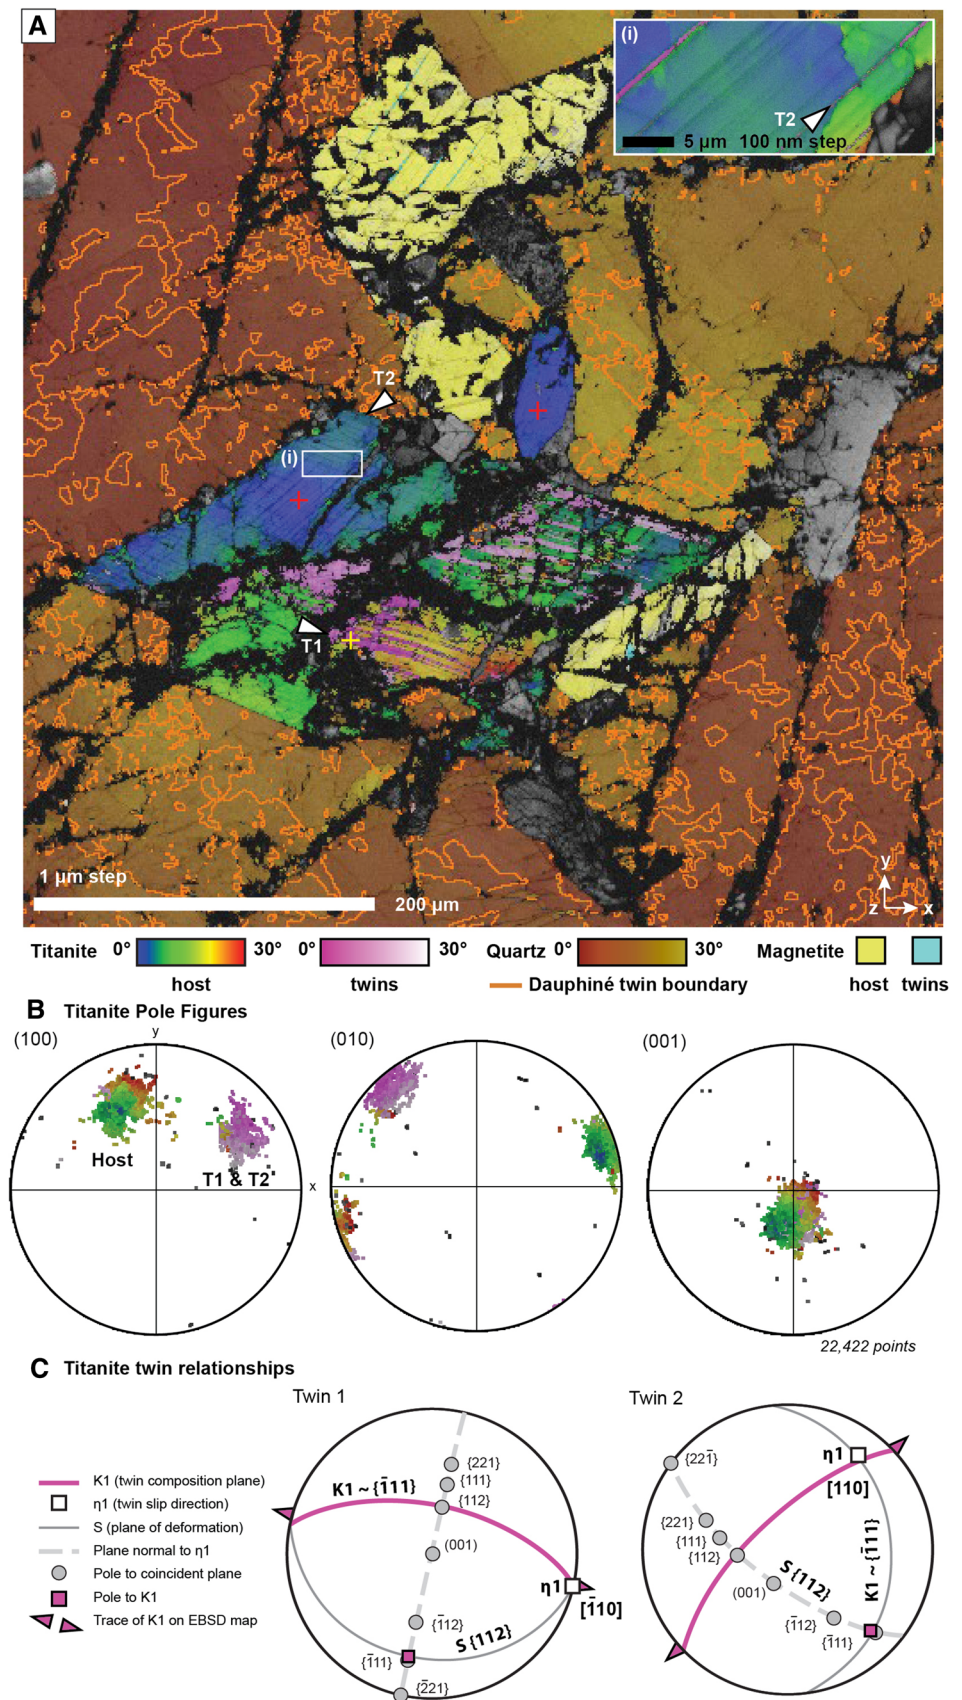 A
(i)
T2
5 µm 100 nm step
T2
(i)
T1
1 µm step
200 µm
y
z x
Titanite 0° 30° 0° 30° Quartz 0° 30° Magnetite
host twins Dauphiné twin boundary host twins
B Titanite Pole Figures
(100) y (010) (001)
Host
T1 & T2
x
22,422 points
C Titanite twin relationships
Twin 1
Twin 2
K1 (twin composition plane)
η1 (twin slip direction)
S (plane of deformation)
Plane normal to η1
Pole to coincident plane
Pole to K1
Trace of K1 on EBSD map
{221}
{111}
{112}
K1 ~ {1̅11}
(001)
η1
[1̅10]
{1̅12}
S {112}
{1̅11}
{2̅21}
{221̅}
η1
[110]
{221}
{111}
{112}
(001)
S {112}
K1 ~ {1̅11}
{1̅12}
{1̅11}